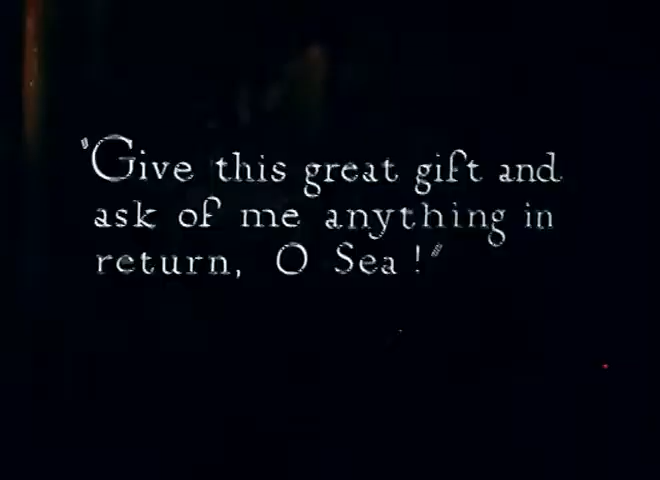 "Give this great gift and
ask of me anything in
return, O Sea!"